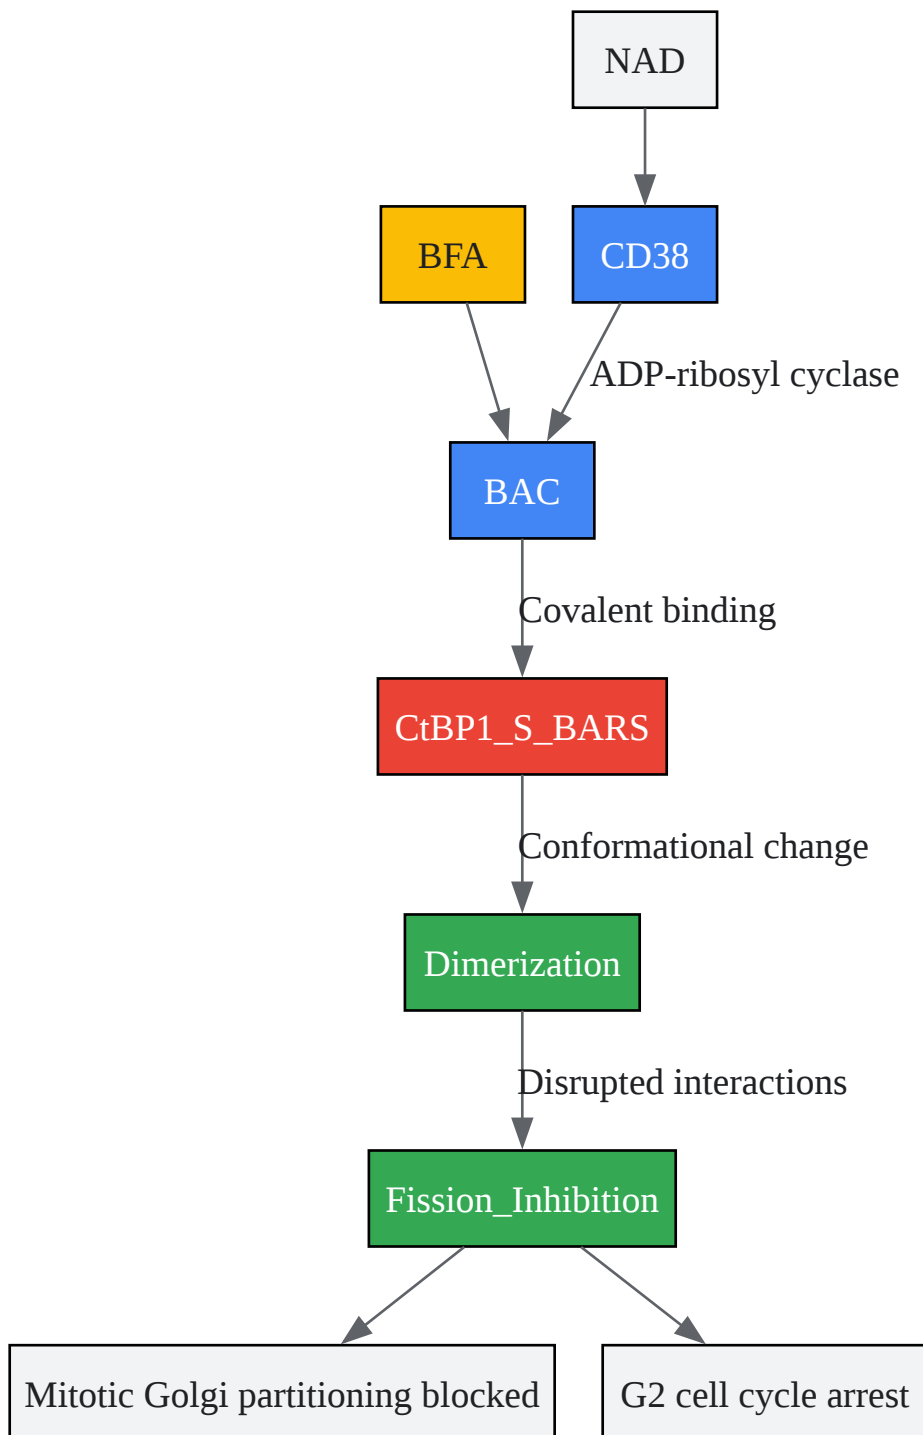 NAD
BFA
CD38
ADP-ribosyl cyclase
BAC
Covalent binding
CtBP1_S_BARS
Conformational change
Dimerization
Disrupted interactions
Fission_Inhibition
Mitotic Golgi partitioning blocked
G2 cell cycle arrest